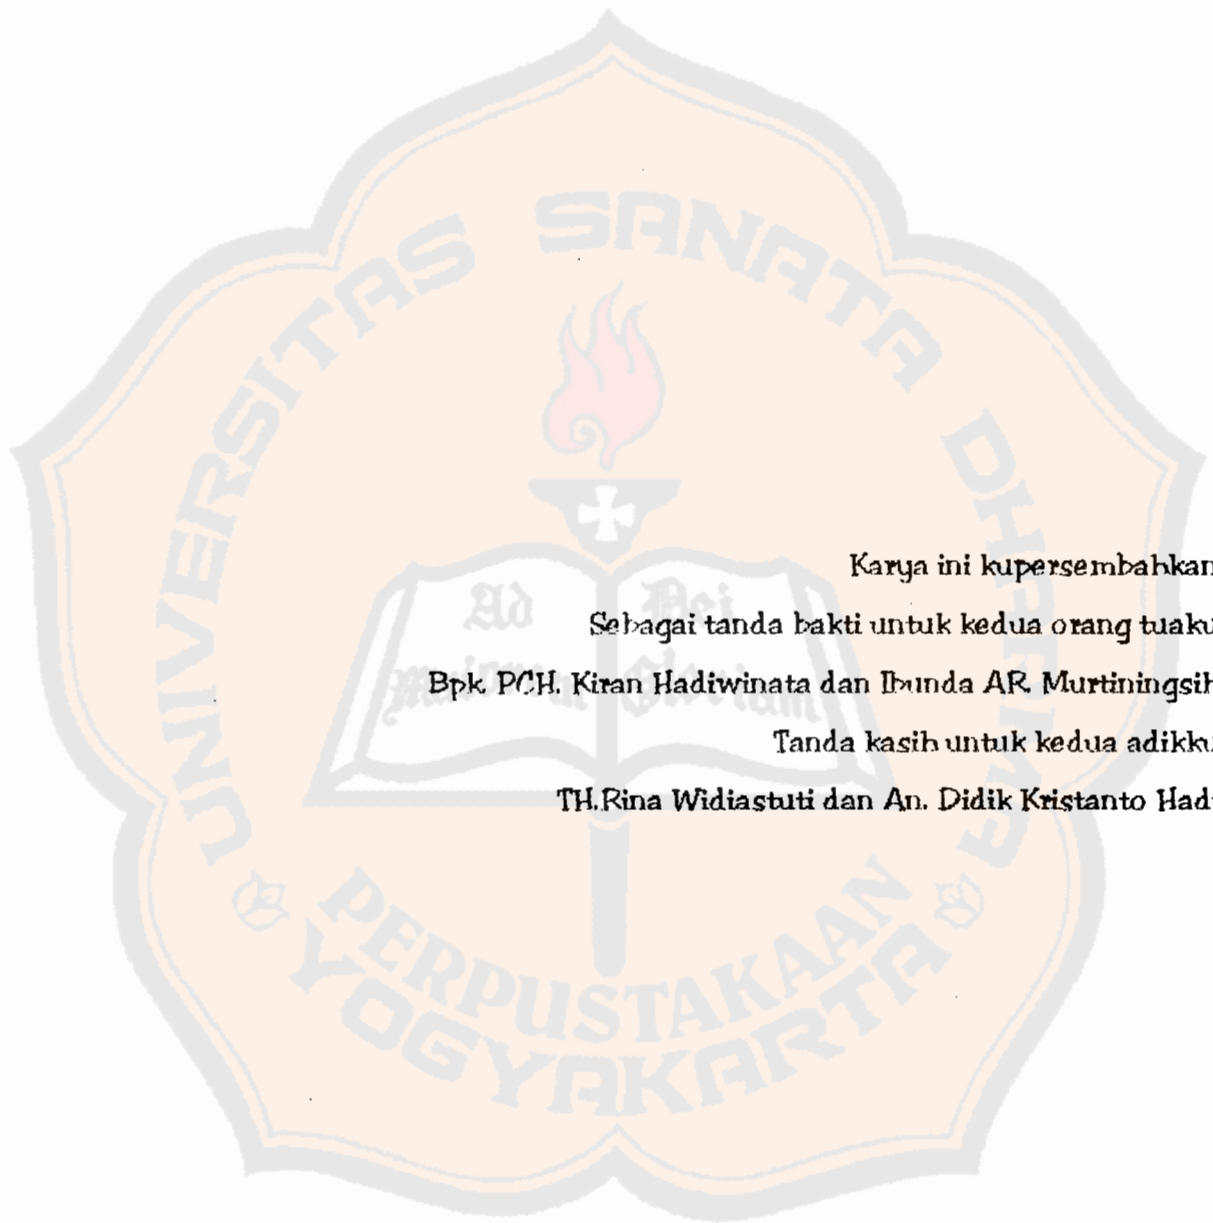 UNIVERSITAS SANATA DHARMA
Ad Dei
Maiorem Gloriam
PERPUSTAKAAN
YOGYAKARTA
Karya ini kupersembahkan
Sebagai tanda bakti untuk kedua orang tuaku
Bpk. PCH. Kiran Hadiwinata dan Ibunda AR. Murtiningsih
Tanda kasih untuk kedua adikku
TH.Rina Widiastuti dan An. Didik Kristanto Hadi